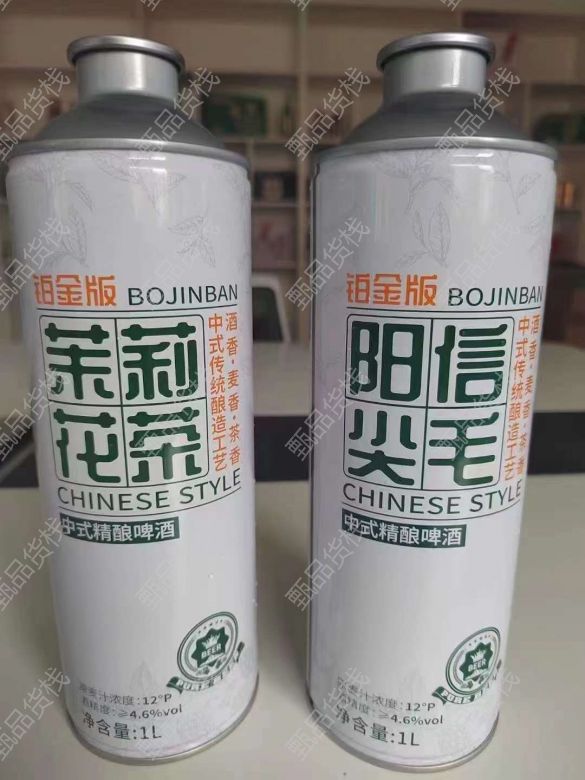 铂金版 BOJINBAN
茉莉
花茶
酒香·麦香·茶香
中式传统酿造工艺
CHINESE STYLE
中式精酿啤酒
BEER
原麦汁浓度:12°P
酒精度:≥4.6%vol
净含量:1L
铂金版 BOJINBAN
阳信
尖毛
酒香·麦香·茶香
中式传统酿造工艺
CHINESE STYLE
中式精酿啤酒
BEER
麦汁浓度:12°P
精度:≥4.6%vol
净含量:1L
甄品货栈